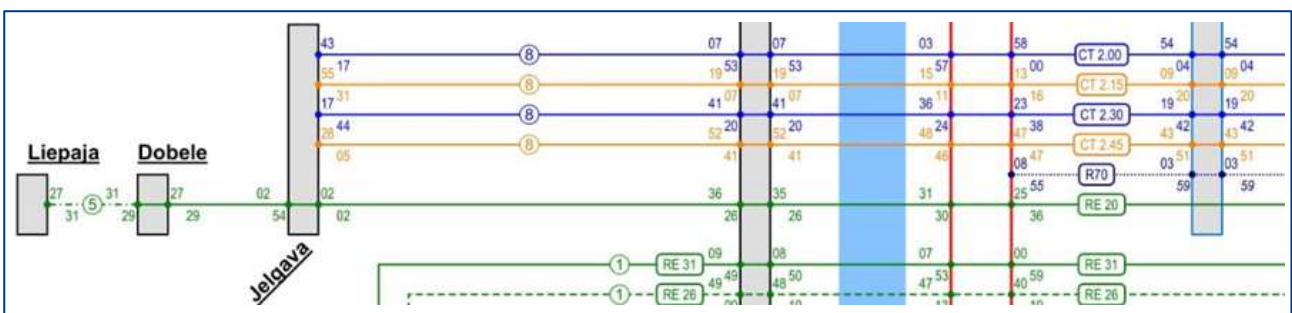 43 07 07 03 58 54 54
8 CT 2.00
17 53 53 57 00 04 04
55 19 19 15 13 09 09
8 CT 2.15
31 07 07 11 16 20 20
17 41 41 36 23 19 19
8 CT 2.30
44 20 20 24 38 42 42
28 52 52 48 47 43 43
8 CT 2.45
05 41 41 46 47 51 51
Liepaja Dobele
08 03 03
R70
55 59 59
27 31 27 02 02 36 35 31 25
5 RE 20
31 29 29 54 02 26 26 30 36
Jelgava
09 08 07 00
1 RE 31 RE 31
49 50 53 59
49 48 47 40
1 RE 26 RE 26